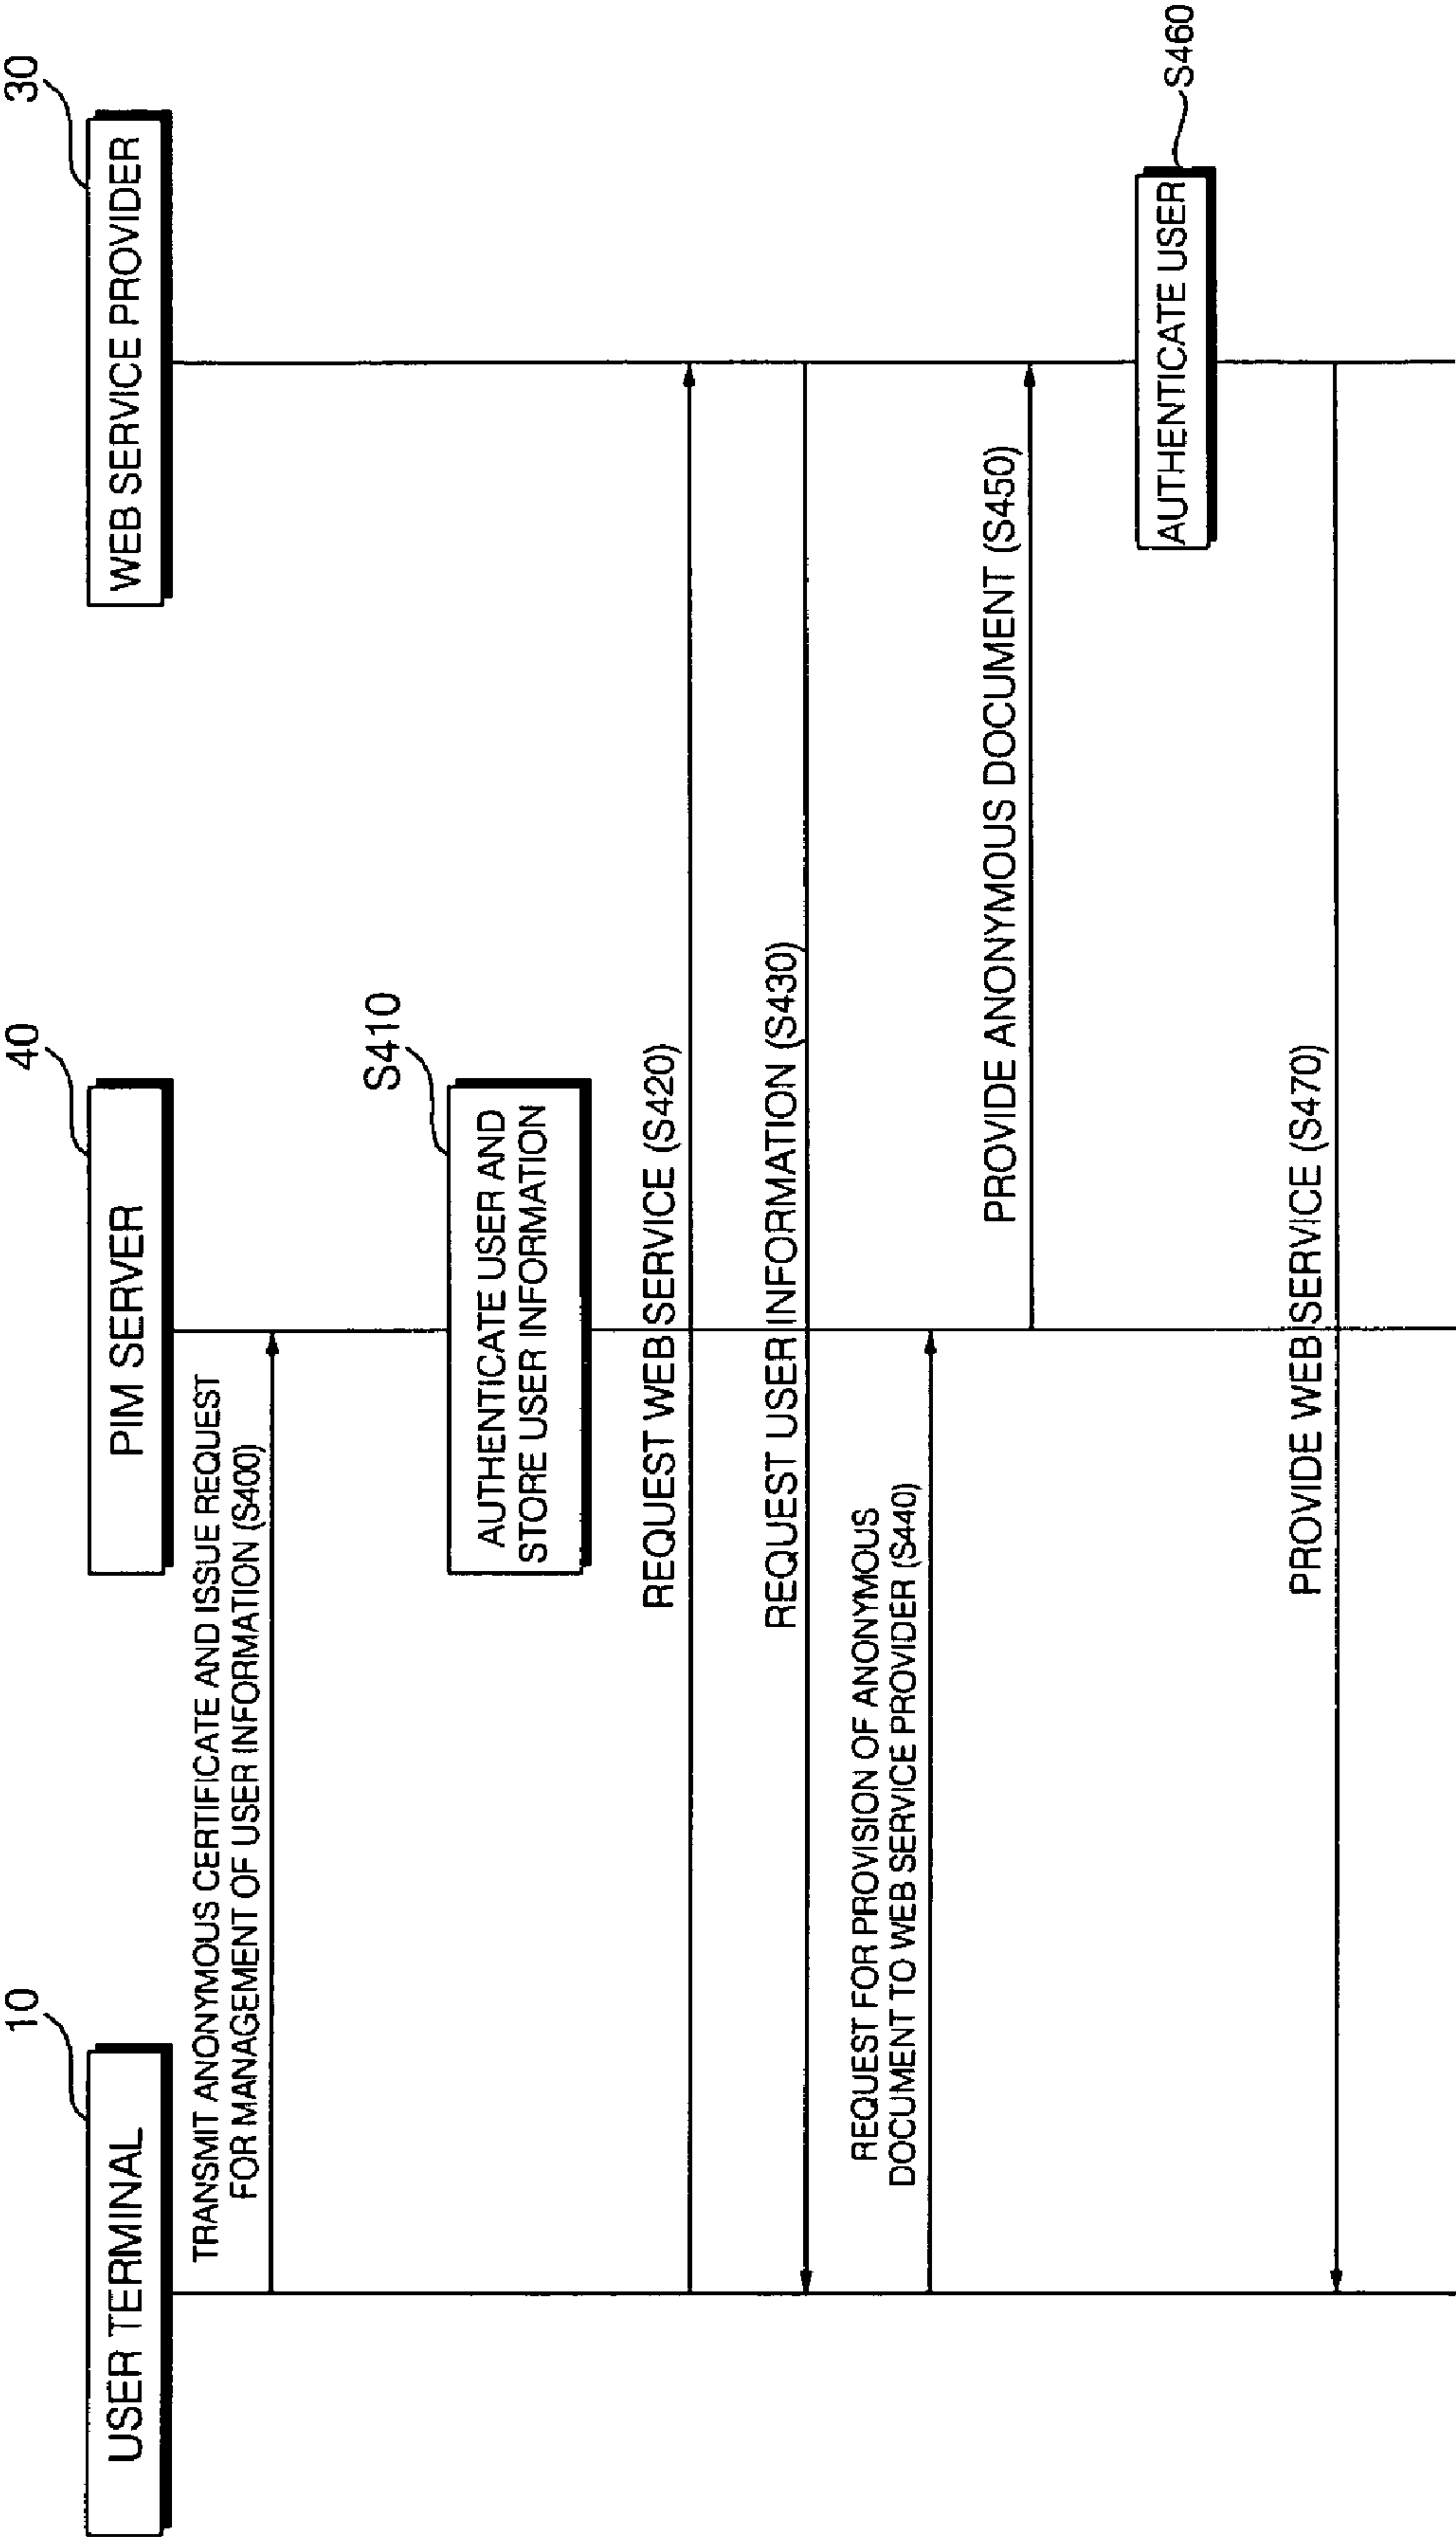 10
USER TERMINAL
40
PIM SERVER
30
WEB SERVICE PROVIDER
TRANSMIT ANONYMOUS CERTIFICATE AND ISSUE REQUEST
FOR MANAGEMENT OF USER INFORMATION (S400)
S410
AUTHENTICATE USER AND
STORE USER INFORMATION
REQUEST WEB SERVICE (S420)
REQUEST USER INFORMATION (S430)
REQUEST FOR PROVISION OF ANONYMOUS
DOCUMENT TO WEB SERVICE PROVIDER (S440)
PROVIDE ANONYMOUS DOCUMENT (S450)
AUTHENTICATE USER
S460
PROVIDE WEB SERVICE (S470)